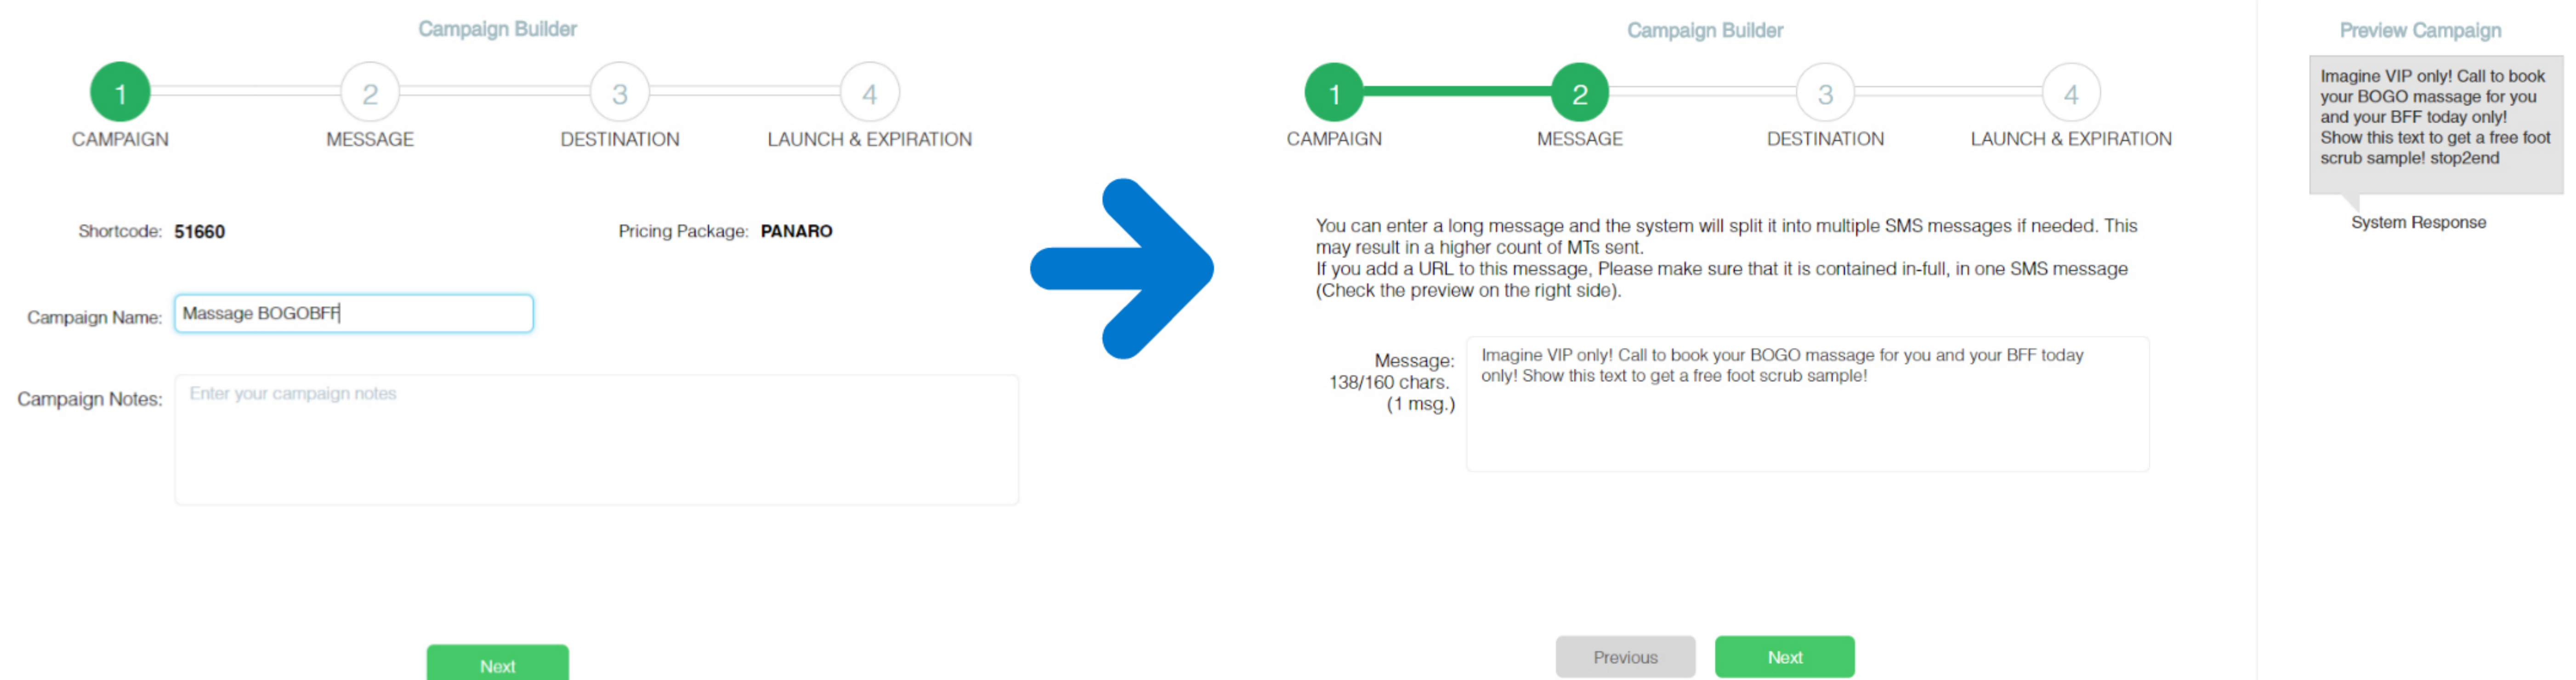 Campaign Builder
1
2
3
4
CAMPAIGN
MESSAGE
DESTINATION
LAUNCH & EXPIRATION
Shortcode: 51660
Pricing Package: PANARO
Campaign Name: Massage BOGOBFF
Campaign Notes: Enter your campaign notes
Next
Campaign Builder
1
2
3
4
CAMPAIGN
MESSAGE
DESTINATION
LAUNCH & EXPIRATION
You can enter a long message and the system will split it into multiple SMS messages if needed. This
may result in a higher count of MTs sent.
If you add a URL to this message, Please make sure that it is contained in-full, in one SMS message
(Check the preview on the right side).
Message:
138/160 chars.
(1 msg.)
Imagine VIP only! Call to book your BOGO massage for you and your BFF today
only! Show this text to get a free foot scrub sample!
Previous
Next
Preview Campaign
Imagine VIP only! Call to book
your BOGO massage for you
and your BFF today only!
Show this text to get a free foot
scrub sample! stop2end
System Response